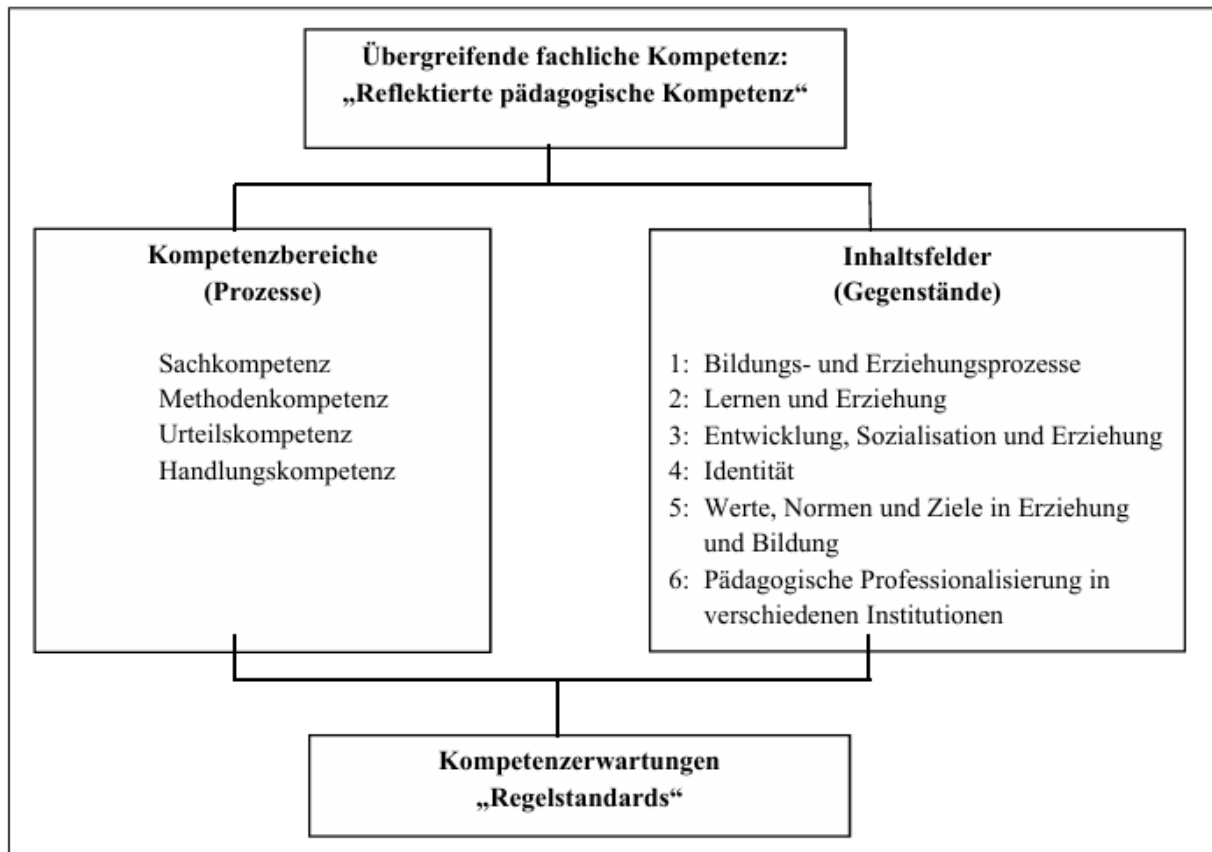 Übergreifende fachliche Kompetenz:
„Reflektierte pädagogische Kompetenz“
Kompetenzbereiche
(Prozesse)
Sachkompetenz
Methodenkompetenz
Urteilskompetenz
Handlungskompetenz
Inhaltsfelder
(Gegenstände)
1: Bildungs- und Erziehungsprozesse
2: Lernen und Erziehung
3: Entwicklung, Sozialisation und Erziehung
4: Identität
5: Werte, Normen und Ziele in Erziehung
und Bildung
6: Pädagogische Professionalisierung in
verschiedenen Institutionen
Kompetenzerwartungen
„Regelstandards“